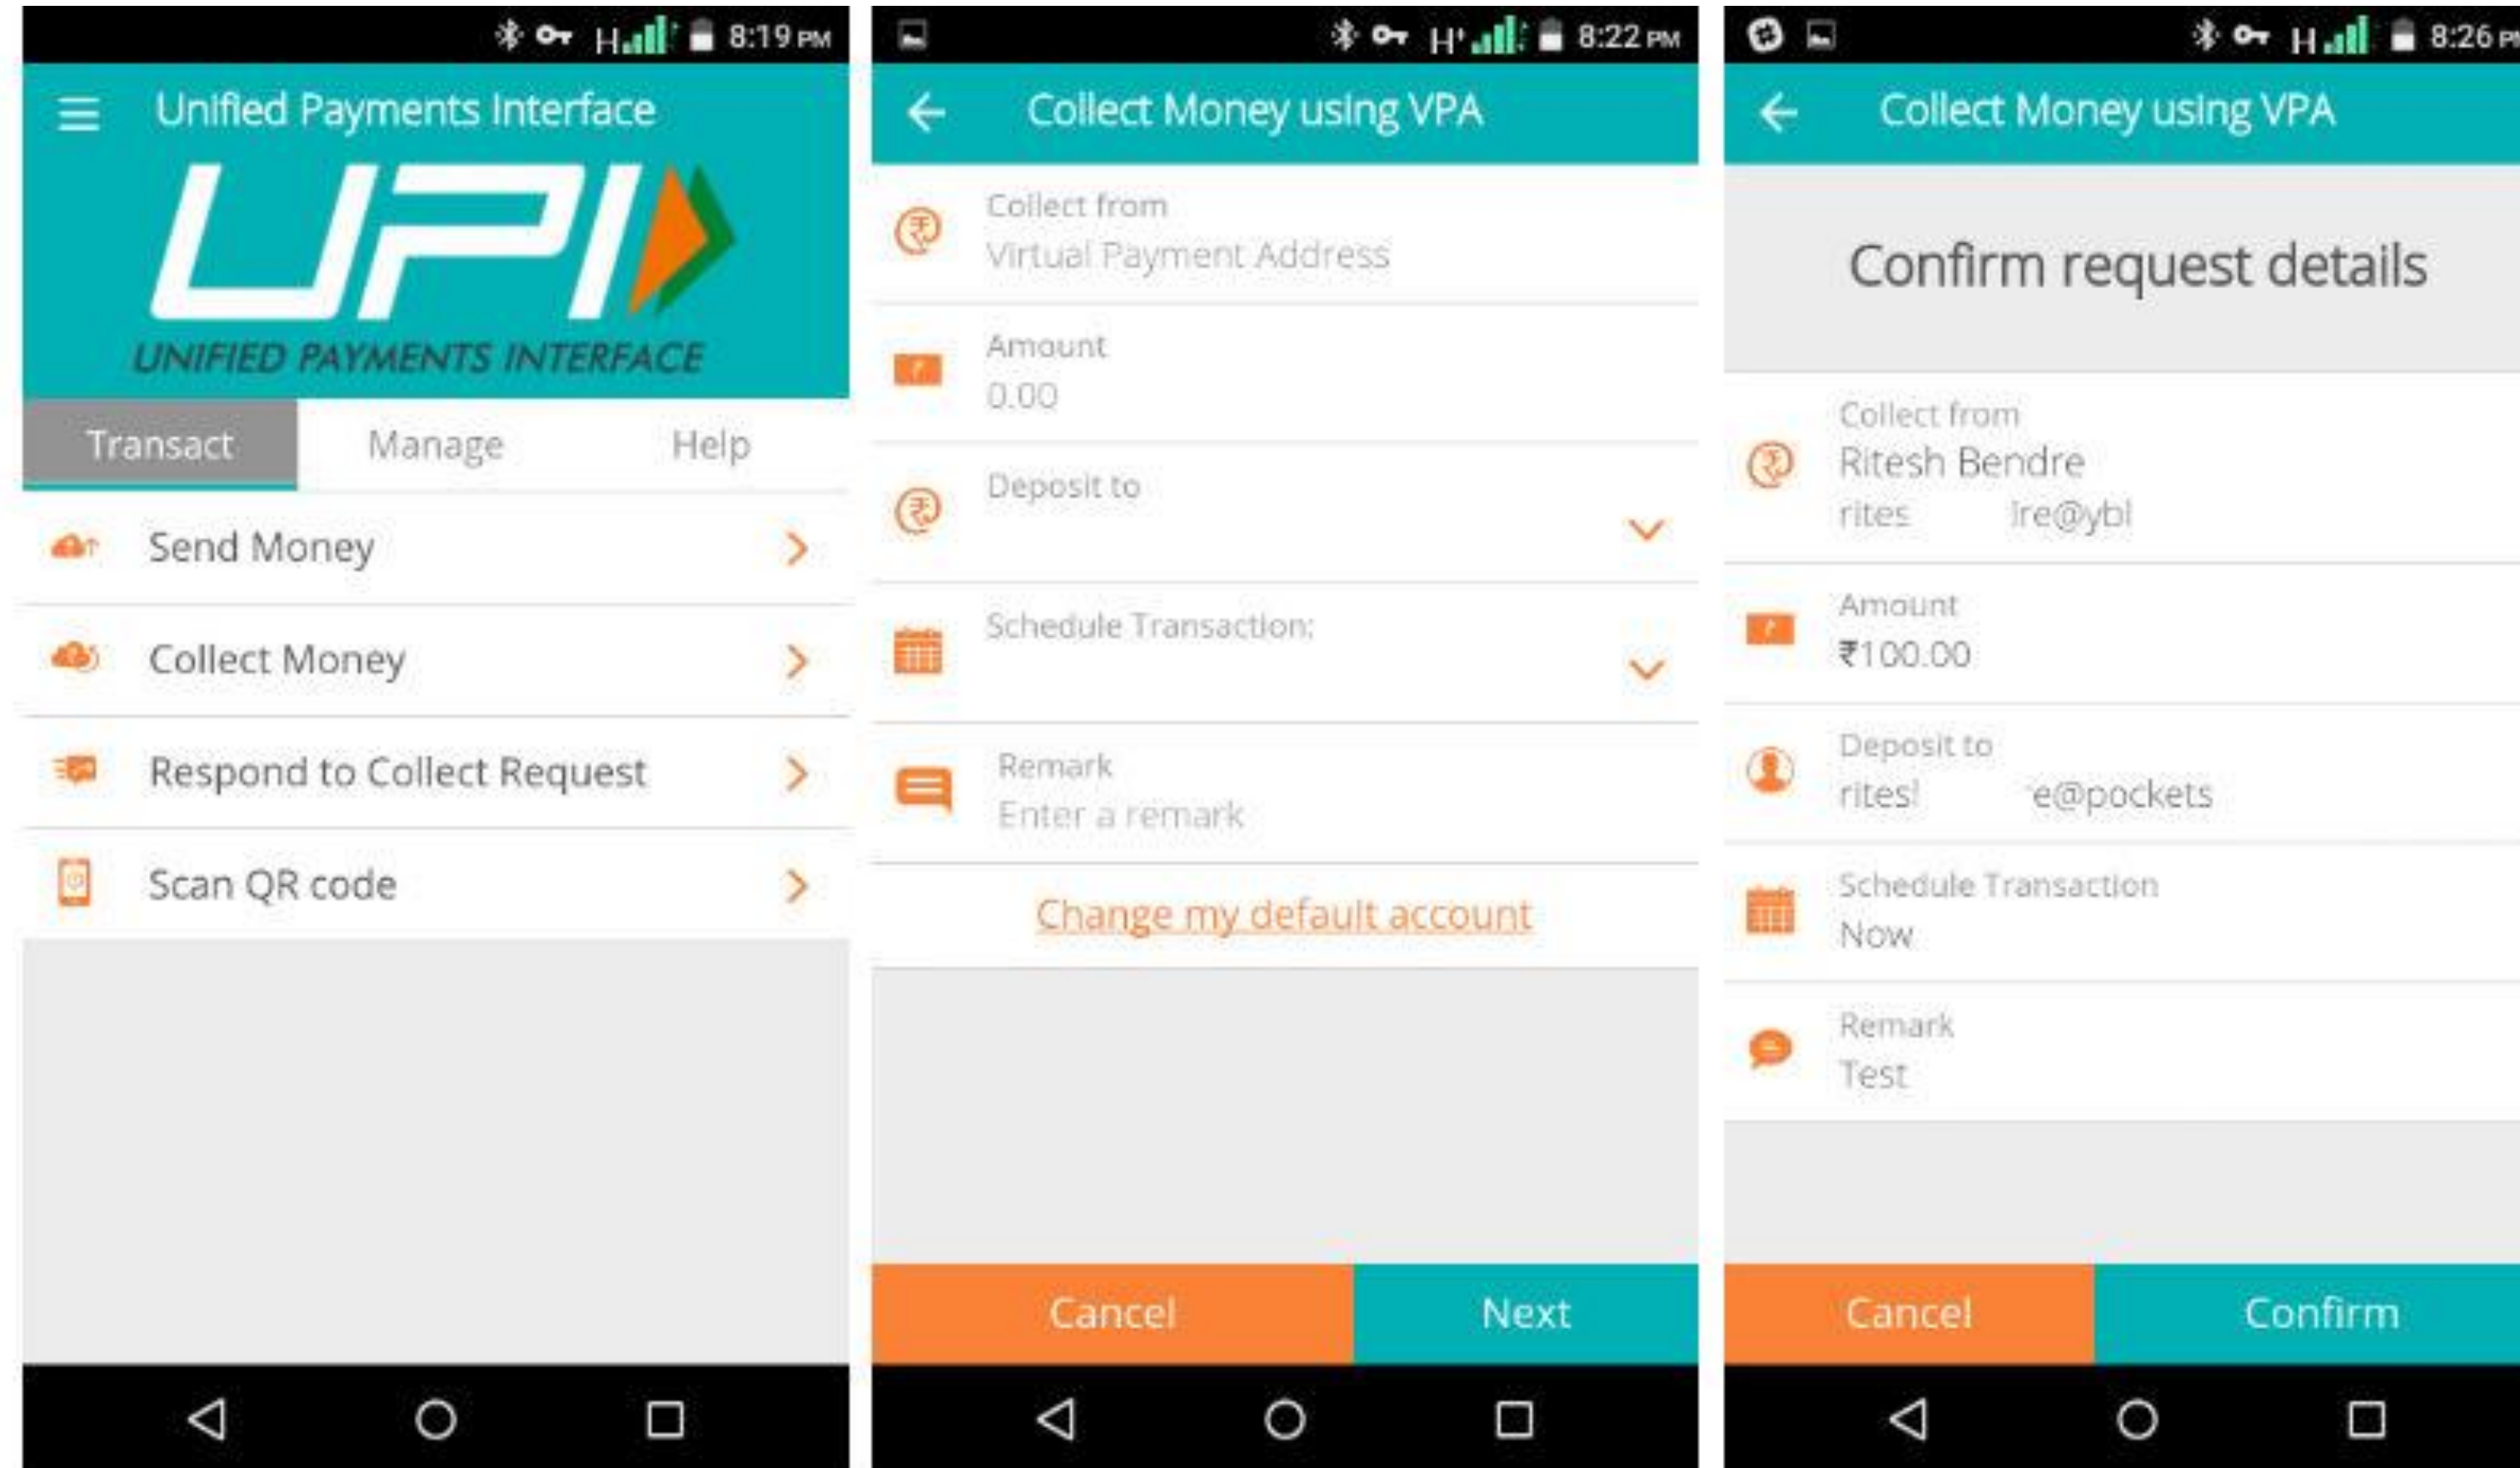 8:19 PM
Unified Payments Interface
UPI
UNIFIED PAYMENTS INTERFACE
Transact Manage Help
Send Money
Collect Money
Respond to Collect Request
Scan QR code
H+ 8:22 PM
Collect Money using VPA
Collect from
Virtual Payment Address
Amount
0.00
Deposit to
Schedule Transaction:
Remark
Enter a remark
Change my default account
Cancel Next
H 8:26 PM
Collect Money using VPA
Confirm request details
Collect from
Ritesh Bendre
rites re@ybl
Amount
₹100.00
Deposit to
rites e@pockets
Schedule Transaction
Now
Remark
Test
Cancel Confirm